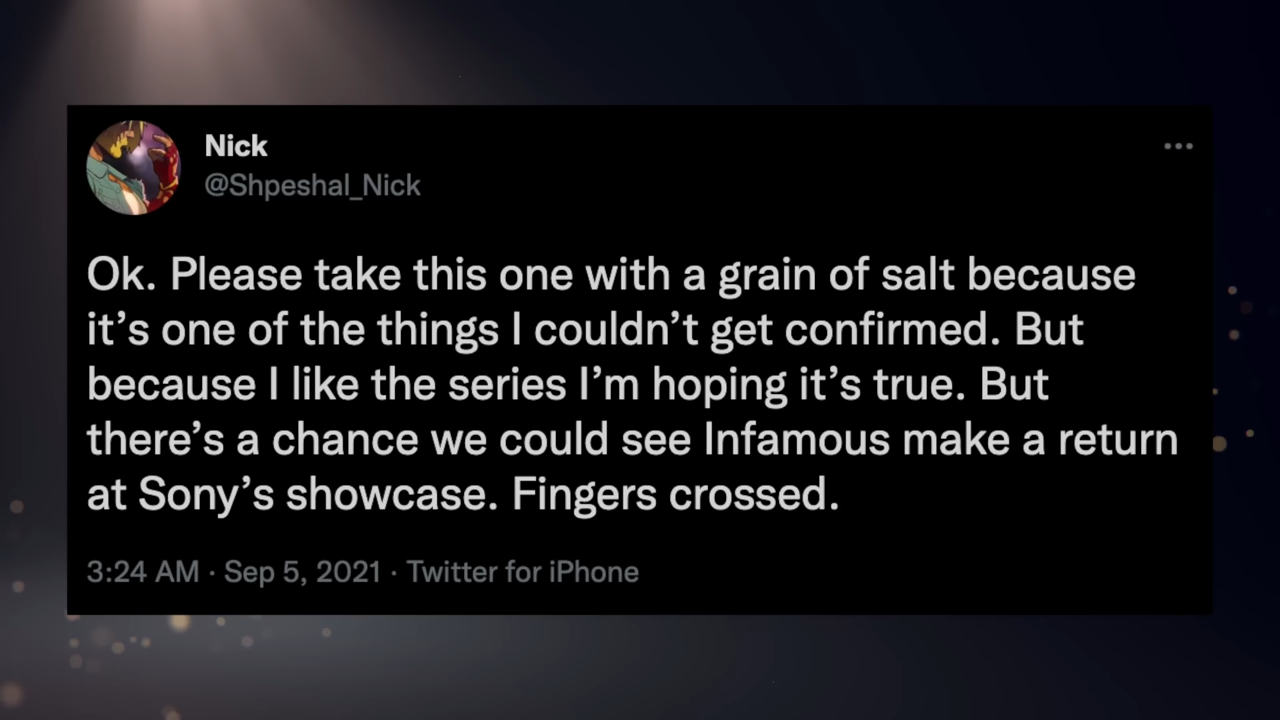 Nick
@Shpeshal_Nick
Ok. Please take this one with a grain of salt because
it’s one of the things I couldn’t get confirmed. But
because I like the series I’m hoping it’s true. But
there’s a chance we could see Infamous make a return
at Sony’s showcase. Fingers crossed.
3:24 AM · Sep 5, 2021 · Twitter for iPhone